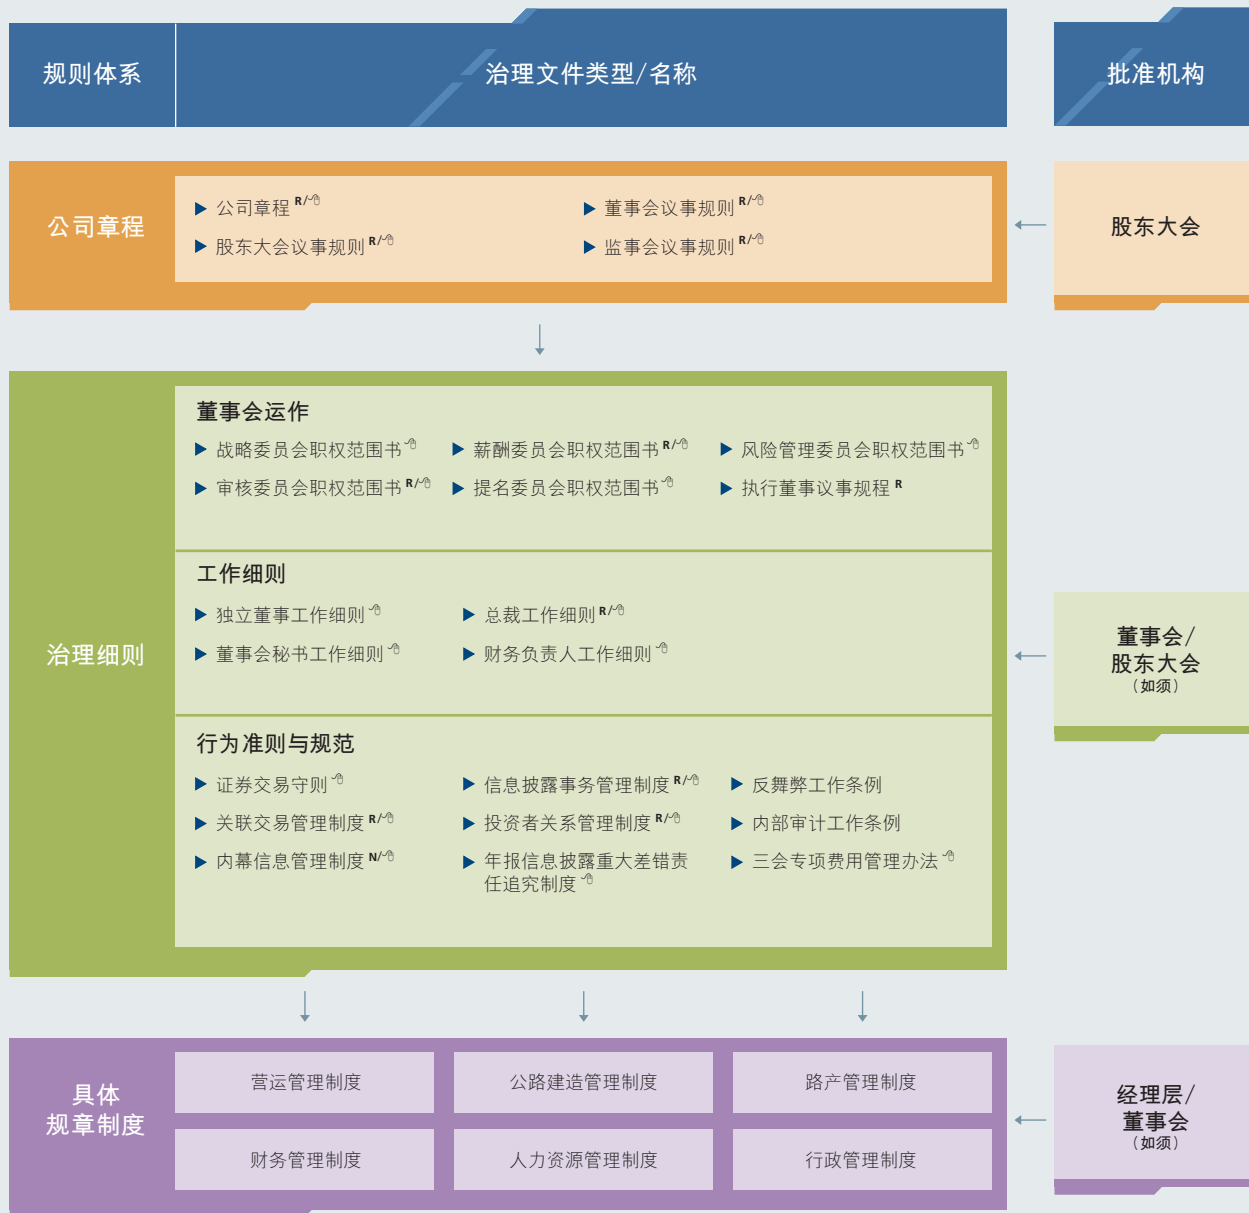 规则体系
治理文件类型/名称
批准机构
公司章程
公司章程 R/
董事会议事规则 R/
股东大会议事规则 R/
监事会议事规则 R/
股东大会
治理细则
董事会运作
战略委员会职权范围书
薪酬委员会职权范围书 R/
风险管理委员会职权范围书
审核委员会职权范围书 R/
提名委员会职权范围书
执行董事议事规程 R
工作细则
独立董事工作细则
总裁工作细则 R/
董事会秘书工作细则
财务负责人工作细则
行为准则与规范
证券交易守则
信息披露事务管理制度 R/
反舞弊工作条例
关联交易管理制度 R/
投资者关系管理制度 R/
内部审计工作条例
内幕信息管理制度 N/
年报信息披露重大差错责
任追究制度
三会专项费用管理办法
董事会/
股东大会
（如须）
具体
规章制度
营运管理制度
公路建造管理制度
路产管理制度
财务管理制度
人力资源管理制度
行政管理制度
经理层/
董事会
（如须）